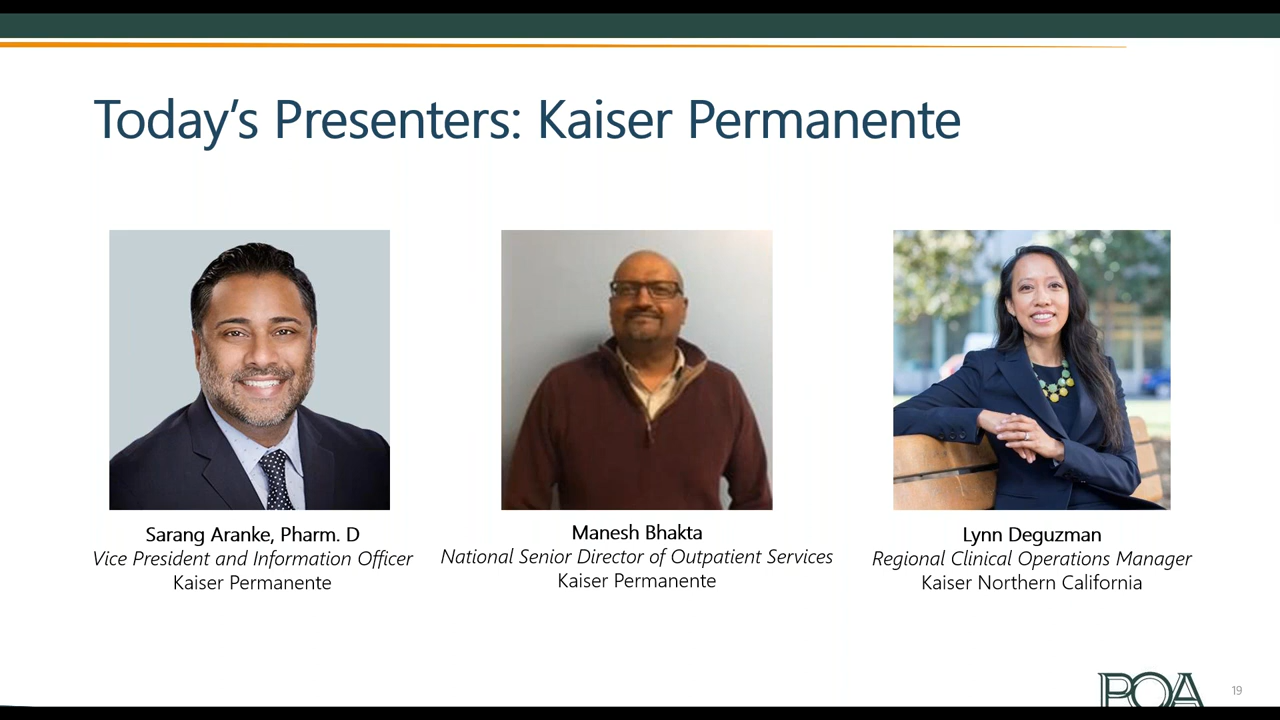 Today's Presenters: Kaiser Permanente
Sarang Aranke, Pharm. D
Vice President and Information Officer
Kaiser Permanente
Manesh Bhakta
National Senior Director of Outpatient Services
Kaiser Permanente
Lynn Deguzman
Regional Clinical Operations Manager
Kaiser Northern California
PQA
19